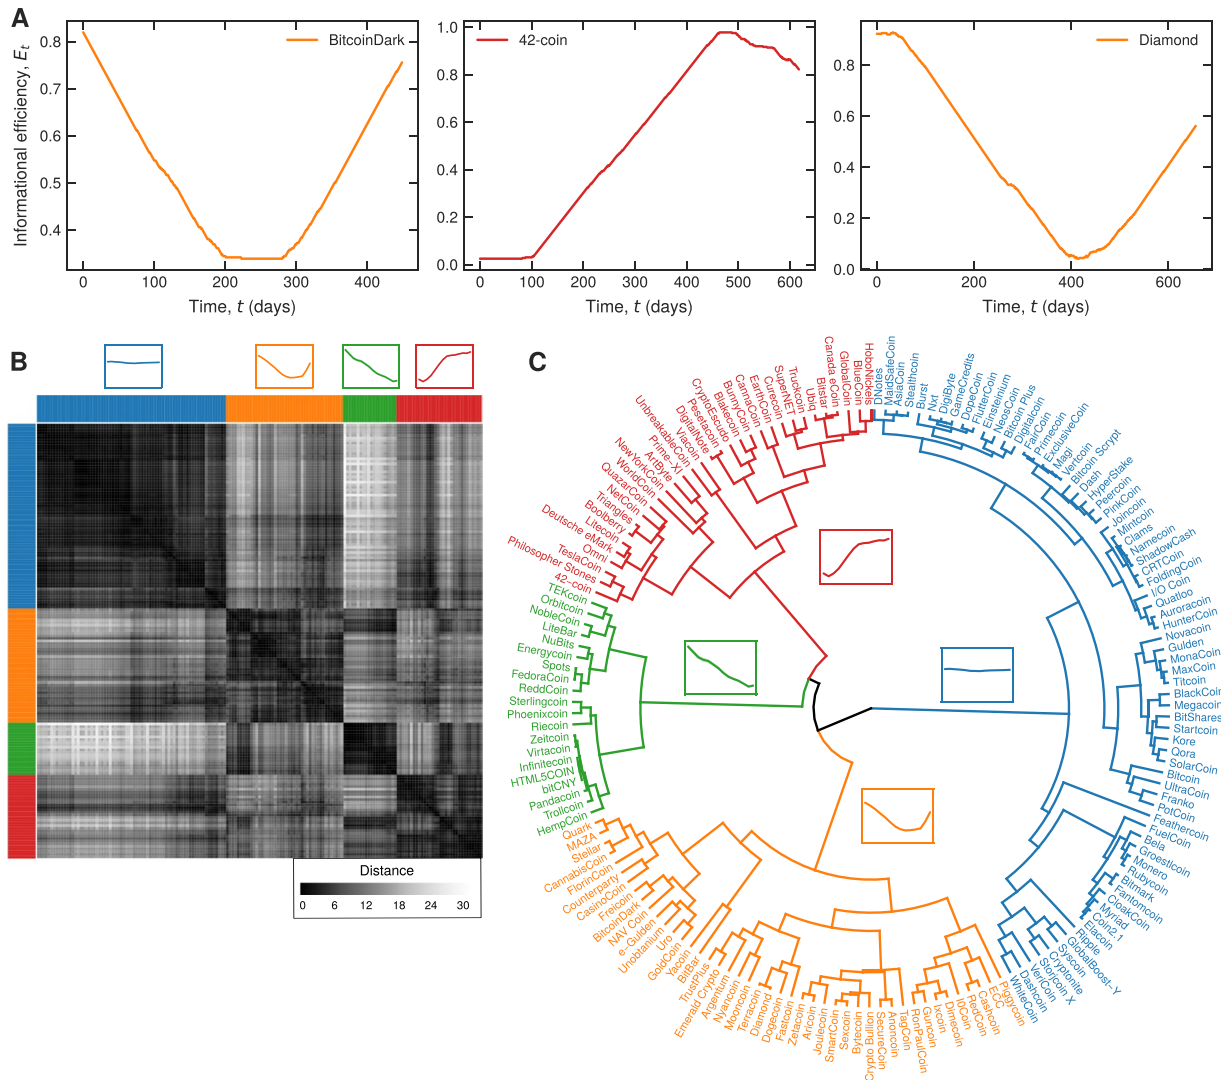 A
BitcoinDark
42-coin
Diamond
Informational efficiency, E_t
0.8
0.7
0.6
0.5
0.4
0 100 200 300 400
Time, t (days)
1.0
0.8
0.6
0.4
0.2
0.0
0 100 200 300 400 500 600
Time, t (days)
0.8
0.6
0.4
0.2
0.0
0 200 400 600
Time, t (days)
B
Distance
0 6 12 18 24 30
C
DNotes
MaidSafeCoin
AsiaCoin
Stealthcoin
Burst
Nxt
DigiByte
GameCredits
DopeCoin
FlutterCoin
Einsteinium
NeosCoin
Bitcoin Plus
Digitalcoin
FairCoin
Primecoin
ExclusiveCoin
Magi
Vertcoin
Bitcoin Scrypt
Dash
HyperStake
Peercoin
PinkCoin
Joincoin
Mintcoin
Clams
Namecoin
ShadowCash
CRTCoin
FoldingCoin
I/O Coin
Quatloo
Auroracoin
HunterCoin
Novacoin
Gulden
MonaCoin
MaxCoin
Titcoin
BlackCoin
Megacoin
BitShares
Startcoin
Kore
Qora
SolarCoin
Bitcoin
UltraCoin
Franko
PotCoin
Feathercoin
FuelCoin
Bela
Groestlcoin
Monero
Rubycoin
Bitmark
Fantomcoin
CloakCoin
Myriad
Coin2.1
Elacoin
Ripple
GlobalBoost-Y
Syscoin
Cryptonite
Storjcoin X
VeriCoin
Dashcoin
WhiteCoin
Piggycoin
ECC
Cashcoin
RedCoin
I0Coin
Dimecoin
Ixcoin
Guncoin
RonPaulCoin
TagCoin
Anoncoin
SecureCoin
Crypto Bullion
Bytecoin
Sexcoin
SmartCoin
Joulecoin
Aricoin
Zetacoin
Fastcoin
Dogecoin
Diamond
Terracoin
Mooncoin
Nyancoin
Argentum
Emerald Crypto
TrustPlus
BitBar
Yacoin
GoldCoin
Uro
Unobtanium
e-Gulden
NAV Coin
BitcoinDark
Freicoin
CasinoCoin
Counterparty
FlorinCoin
CannabisCoin
Stellar
MAZA
Quark
HempCoin
Trollcoin
Pandacoin
bitCNY
HTML5COIN
Infinitecoin
Virtacoin
Zeitcoin
Riecoin
Phoenixcoin
Sterlingcoin
ReddCoin
FedoraCoin
Spots
Energycoin
NuBits
LiteBar
NobleCoin
Orbitcoin
TEKcoin
42-coin
Philosopher Stones
TeslaCoin
Omni
Deutsche eMark
Litecoin
Boolberry
Triangles
NetCoin
QuazarCoin
WorldCoin
NewYorkCoin
ArtByte
Prime-XI
Viacoin
UnbreakableCoin
DigitalNote
Pesetacoin
CryptoEscudo
Blakecoin
BunnyCoin
CannaCoin
EarthCoin
Curecoin
SuperNET
Truckcoin
Ubiq
Bitstar
Canada eCoin
GlobalCoin
BlueCoin
HoboNickels